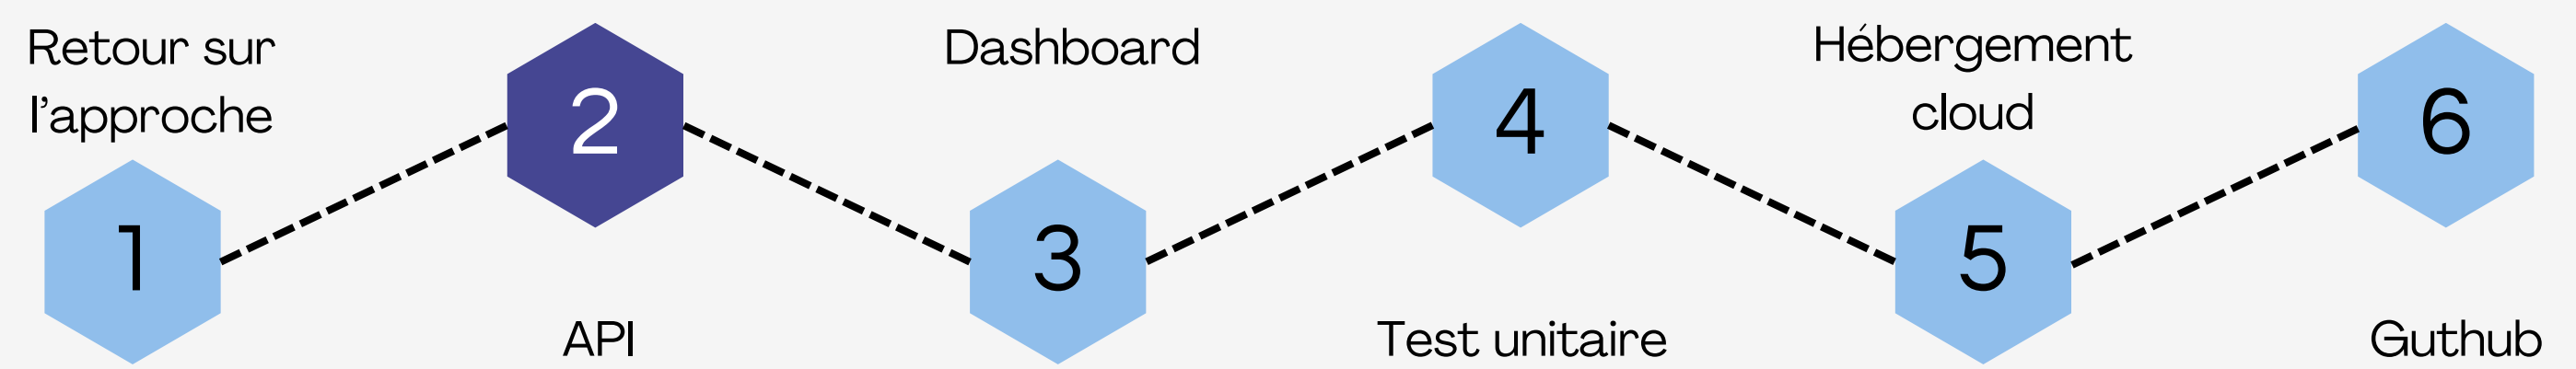 Retour sur
l'approche
1
2
API
Dashboard
3
4
Test unitaire
Hébergement
cloud
5
6
Guthub